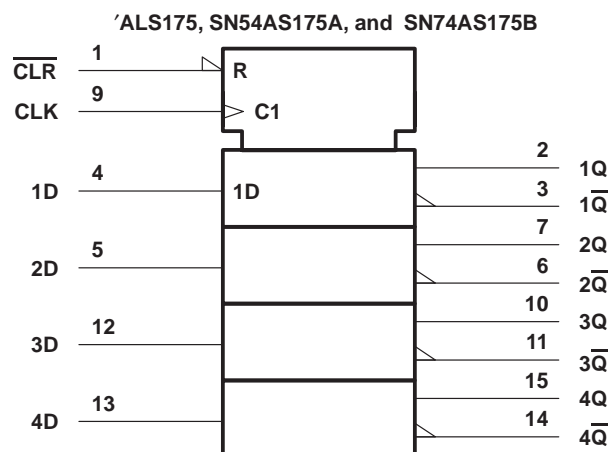 ′ALS175, SN54AS175A, and SN74AS175B
C̅L̅R̅ 1 R
CLK 9 C1
2 1Q
1D 4 1D 3 1Q̅
7 2Q
2D 5 6 2Q̅
10 3Q
3D 12 11 3Q̅
15 4Q
4D 13 14 4Q̅